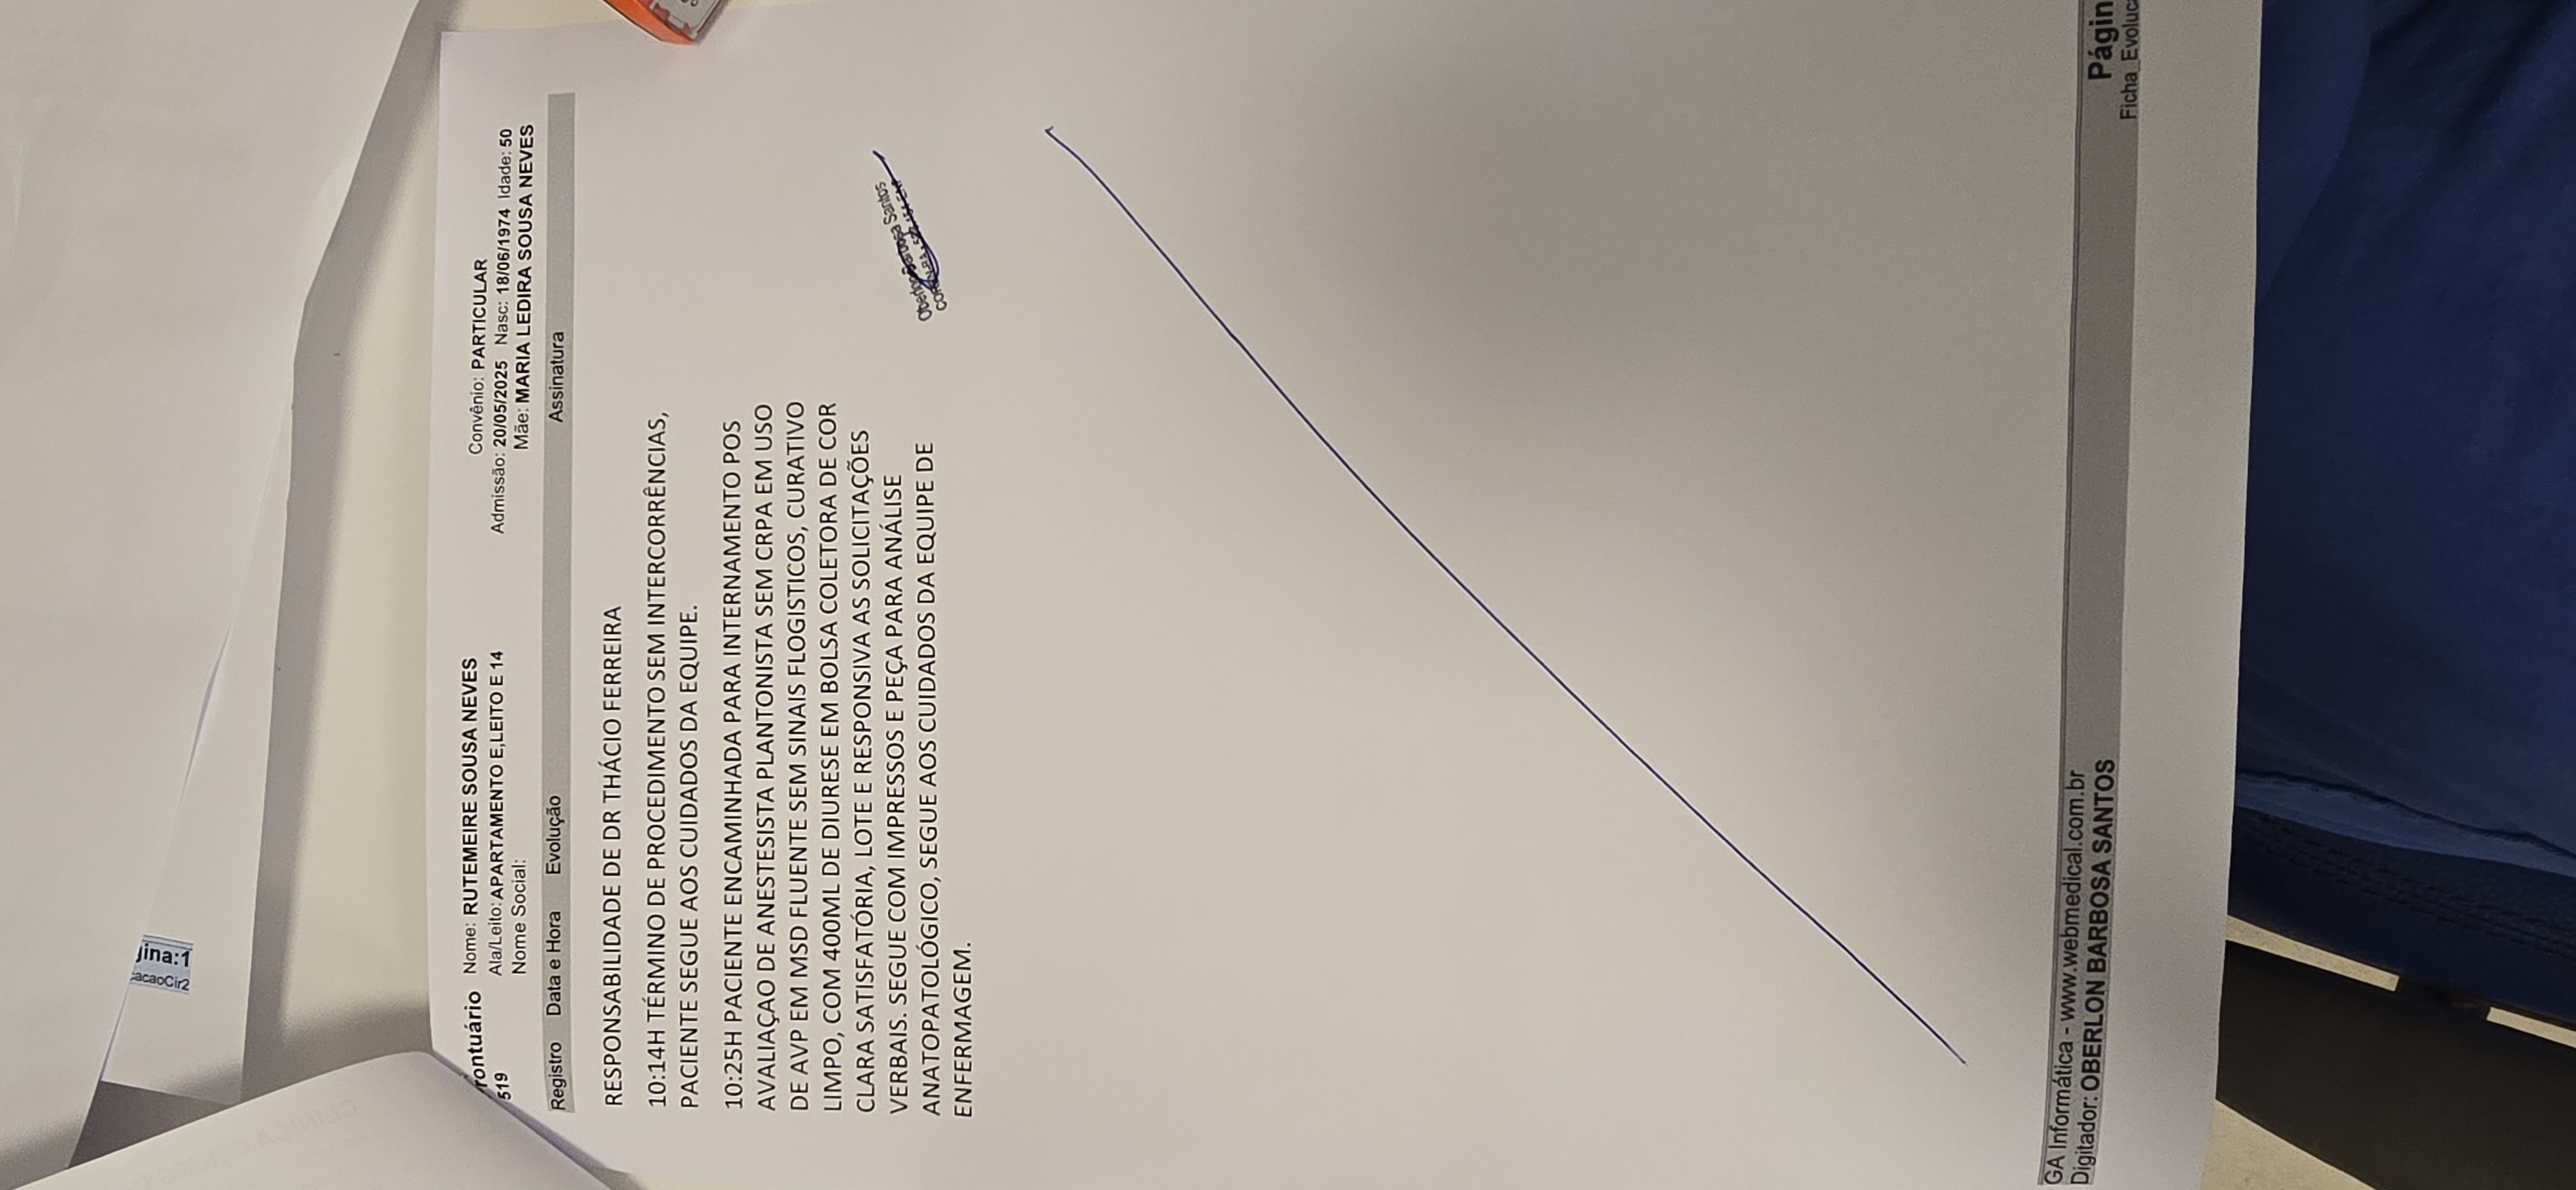 jina:1
acaoCir2
rontuário
519
Nome: RUTEMEIRE SOUSA NEVES
Ala/Leito: APARTAMENTO E,LEITO E 14
Nome Social:
Convênio: PARTICULAR
Admissão: 20/05/2025 Nasc: 18/06/1974 Idade: 50
Mãe: MARIA LEDIRA SOUSA NEVES
Registro Data e Hora Evolução Assinatura
RESPONSABILIDADE DE DR THÁCIO FERREIRA
10:14H TÉRMINO DE PROCEDIMENTO SEM INTERCORRÊNCIAS,
PACIENTE SEGUE AOS CUIDADOS DA EQUIPE.
10:25H PACIENTE ENCAMINHADA PARA INTERNAMENTO POS
AVALIAÇAO DE ANESTESISTA PLANTONISTA SEM CRPA EM USO
DE AVP EM MSD FLUENTE SEM SINAIS FLOGISTICOS, CURATIVO
LIMPO, COM 400ML DE DIURESE EM BOLSA COLETORA DE COR
CLARA SATISFATÓRIA, LOTE E RESPONSIVA AS SOLICITAÇÕES
VERBAIS. SEGUE COM IMPRESSOS E PEÇA PARA ANÁLISE
ANATOPATOLÓGICO, SEGUE AOS CUIDADOS DA EQUIPE DE
ENFERMAGEM.
Oberlon Barbosa Santos
GA Informática - www.webmedical.com.br
Digitador: OBERLON BARBOSA SANTOS
Págin
Ficha_Evoluc